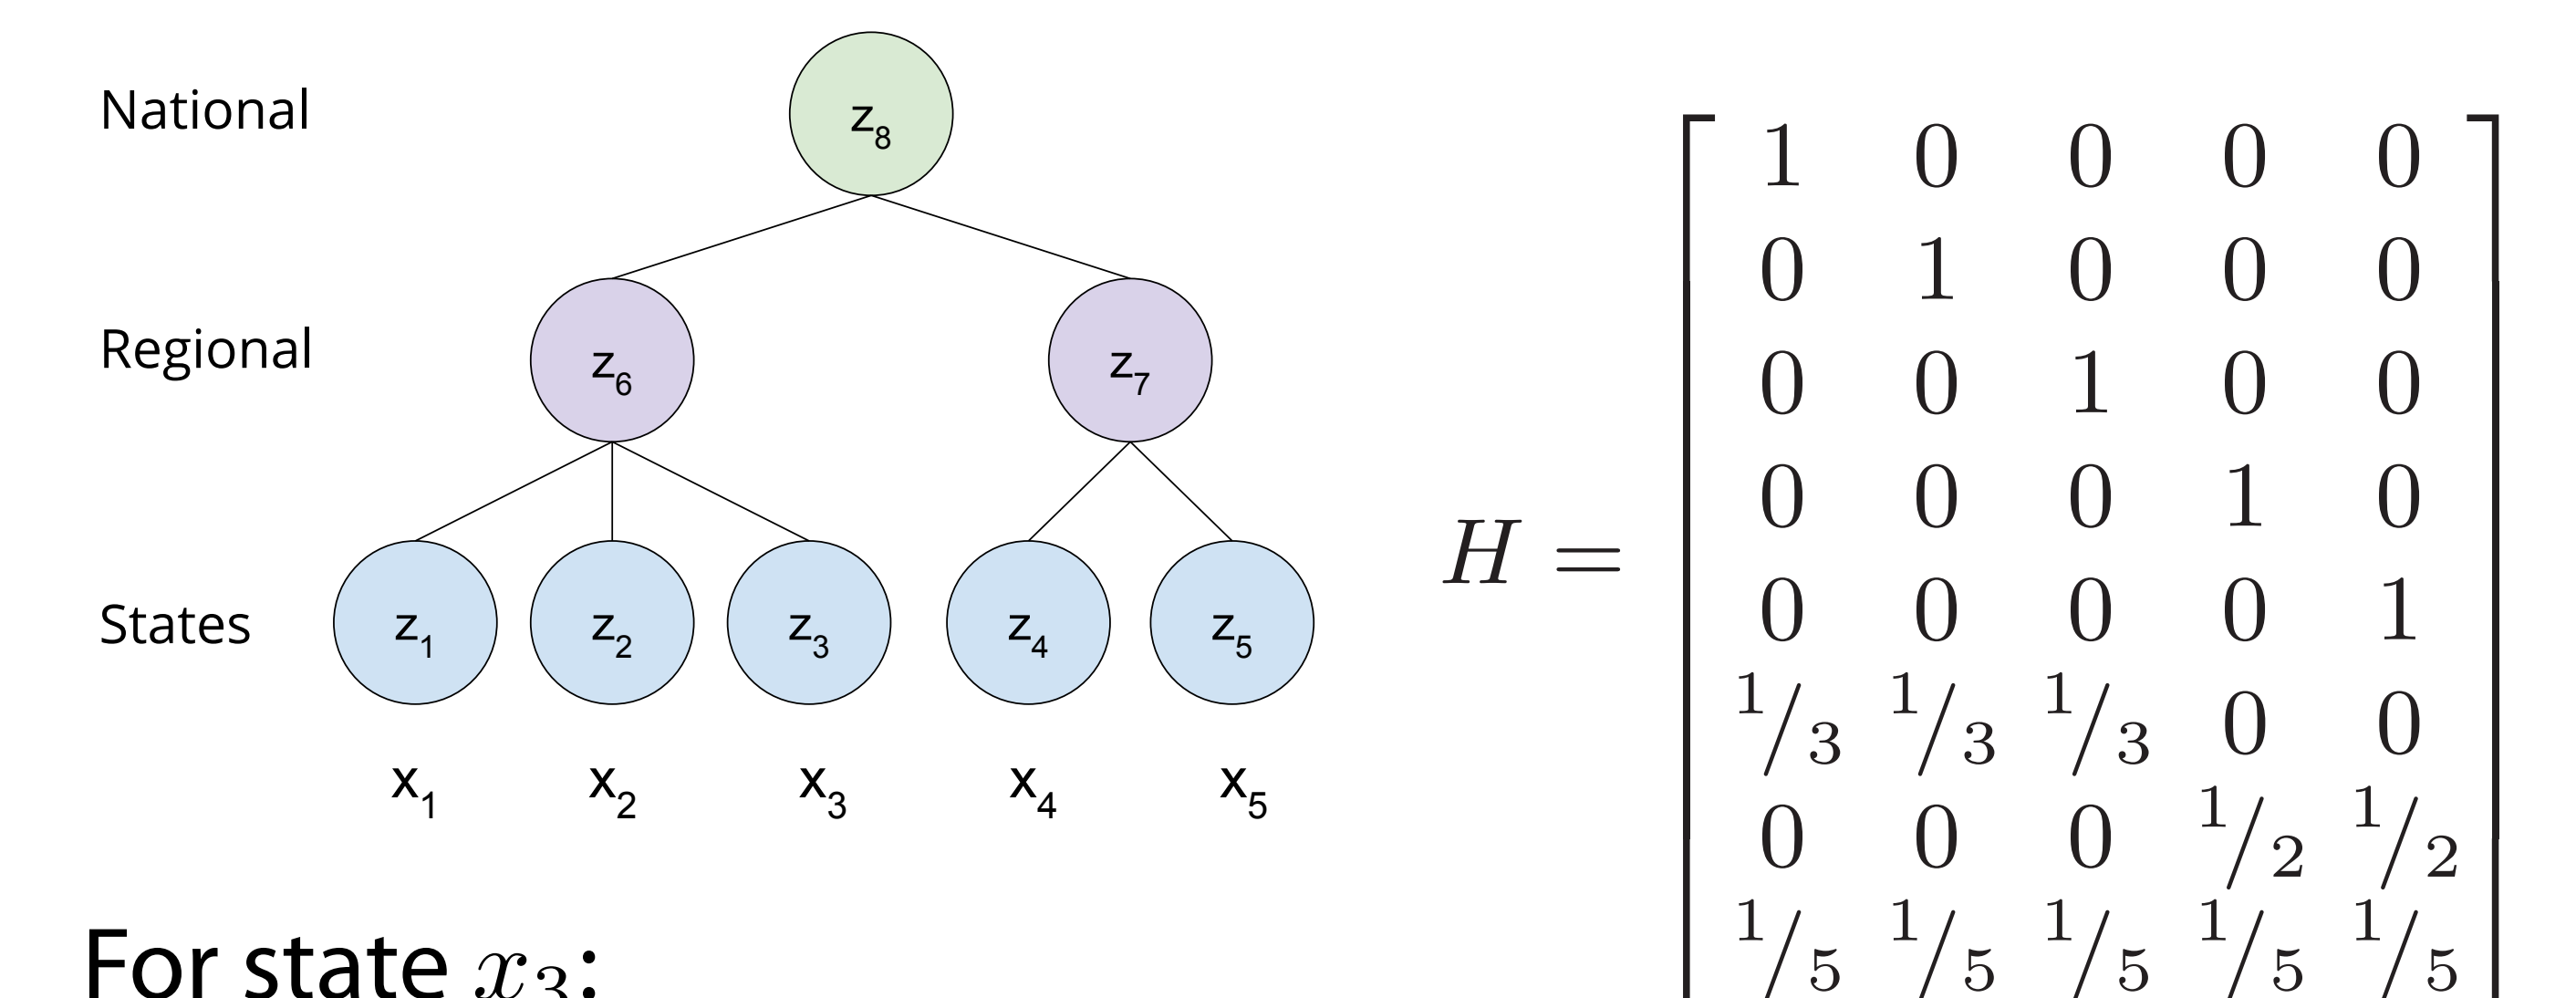 National
z8
Regional
z6 z7
States
z1 z2 z3 z4 z5
x1 x2 x3 x4 x5
For state x3:
H =
1 0 0 0 0
0 1 0 0 0
0 0 1 0 0
0 0 0 1 0
0 0 0 0 1
1/3 1/3 1/3 0 0
0 0 0 1/2 1/2
1/5 1/5 1/5 1/5 1/5